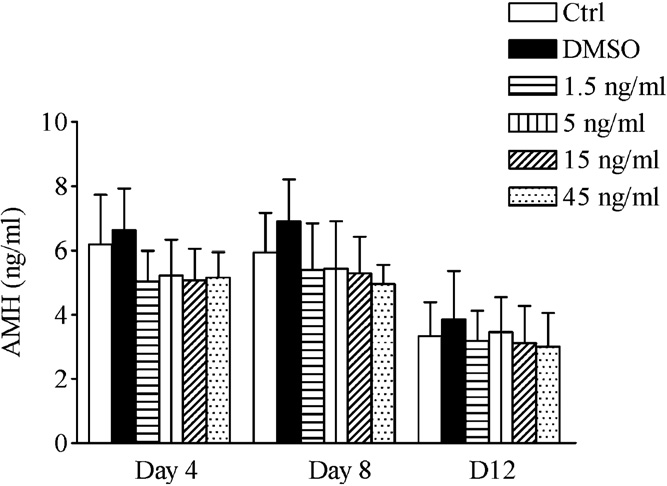 Ctrl
DMSO
1.5 ng/ml
5 ng/ml
15 ng/ml
45 ng/ml
AMH (ng/ml)
10
8
6
4
2
0
Day 4 Day 8 D12